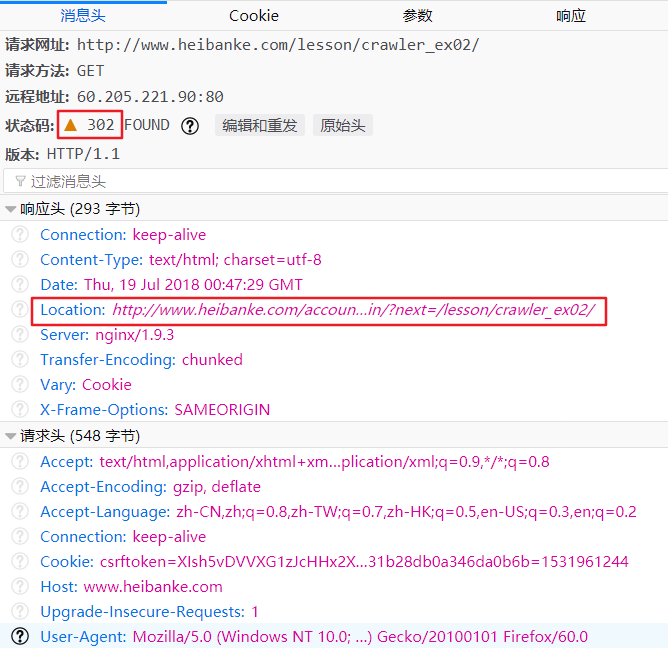 消息头 Cookie 参数 响应
请求网址: http://www.heibanke.com/lesson/crawler_ex02/
请求方法: GET
远程地址: 60.205.221.90:80
状态码: 302 FOUND ? 编辑和重发 原始头
版本: HTTP/1.1
过滤消息头
响应头 (293 字节)
? Connection: keep-alive
? Content-Type: text/html; charset=utf-8
? Date: Thu, 19 Jul 2018 00:47:29 GMT
? Location: http://www.heibanke.com/accoun...in/?next=/lesson/crawler_ex02/
? Server: nginx/1.9.3
? Transfer-Encoding: chunked
? Vary: Cookie
? X-Frame-Options: SAMEORIGIN
请求头 (548 字节)
? Accept: text/html,application/xhtml+xm...plication/xml;q=0.9,*/*;q=0.8
? Accept-Encoding: gzip, deflate
? Accept-Language: zh-CN,zh;q=0.8,zh-TW;q=0.7,zh-HK;q=0.5,en-US;q=0.3,en;q=0.2
? Connection: keep-alive
? Cookie: csrftoken=XIsh5vDVVXG1zJcHHx2X...31b28db0a346da0b6b=1531961244
? Host: www.heibanke.com
? Upgrade-Insecure-Requests: 1
? User-Agent: Mozilla/5.0 (Windows NT 10.0; ...) Gecko/20100101 Firefox/60.0